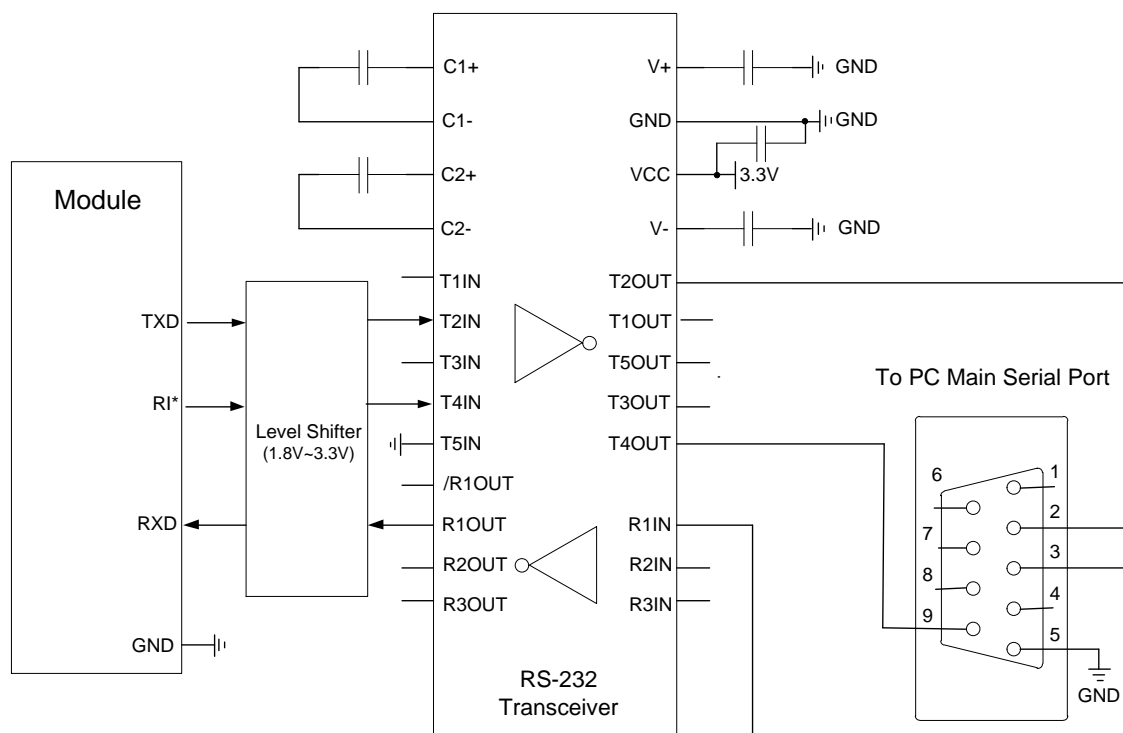 Module
TXD
RI*
RXD
GND
Level Shifter
(1.8V~3.3V)
C1+
C1-
C2+
C2-
T1IN
T2IN
T3IN
T4IN
T5IN
/R1OUT
R1OUT
R2OUT
R3OUT
V+
GND
VCC
V-
T2OUT
T1OUT
T5OUT
T3OUT
T4OUT
R1IN
R2IN
R3IN
RS-232
Transceiver
GND
GND
3.3V
GND
To PC Main Serial Port
6
7
8
9
1
2
3
4
5
GND